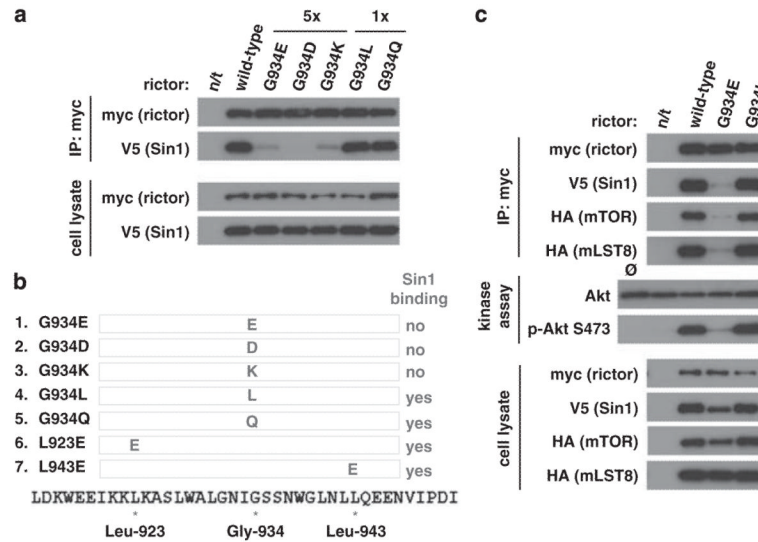 a
5x
1x
rictor:
n/t
wild-type
G934E
G934D
G934K
G934L
G934Q
IP: myc
myc (rictor)
V5 (Sin1)
cell lysate
myc (rictor)
V5 (Sin1)
b
Sin1
binding
1. G934E E no
2. G934D D no
3. G934K K no
4. G934L L yes
5. G934Q Q yes
6. L923E E yes
7. L943E E yes
LDKWEEIKKLKASLWALGNIGSSNWGLNLLQEENVIPDI
* * *
Leu-923 Gly-934 Leu-943
c
rictor:
n/t
wild-type
G934E
IP: myc
myc (rictor)
V5 (Sin1)
HA (mTOR)
HA (mLST8)
Ø
kinase
assay
Akt
p-Akt S473
cell lysate
myc (rictor)
V5 (Sin1)
HA (mTOR)
HA (mLST8)